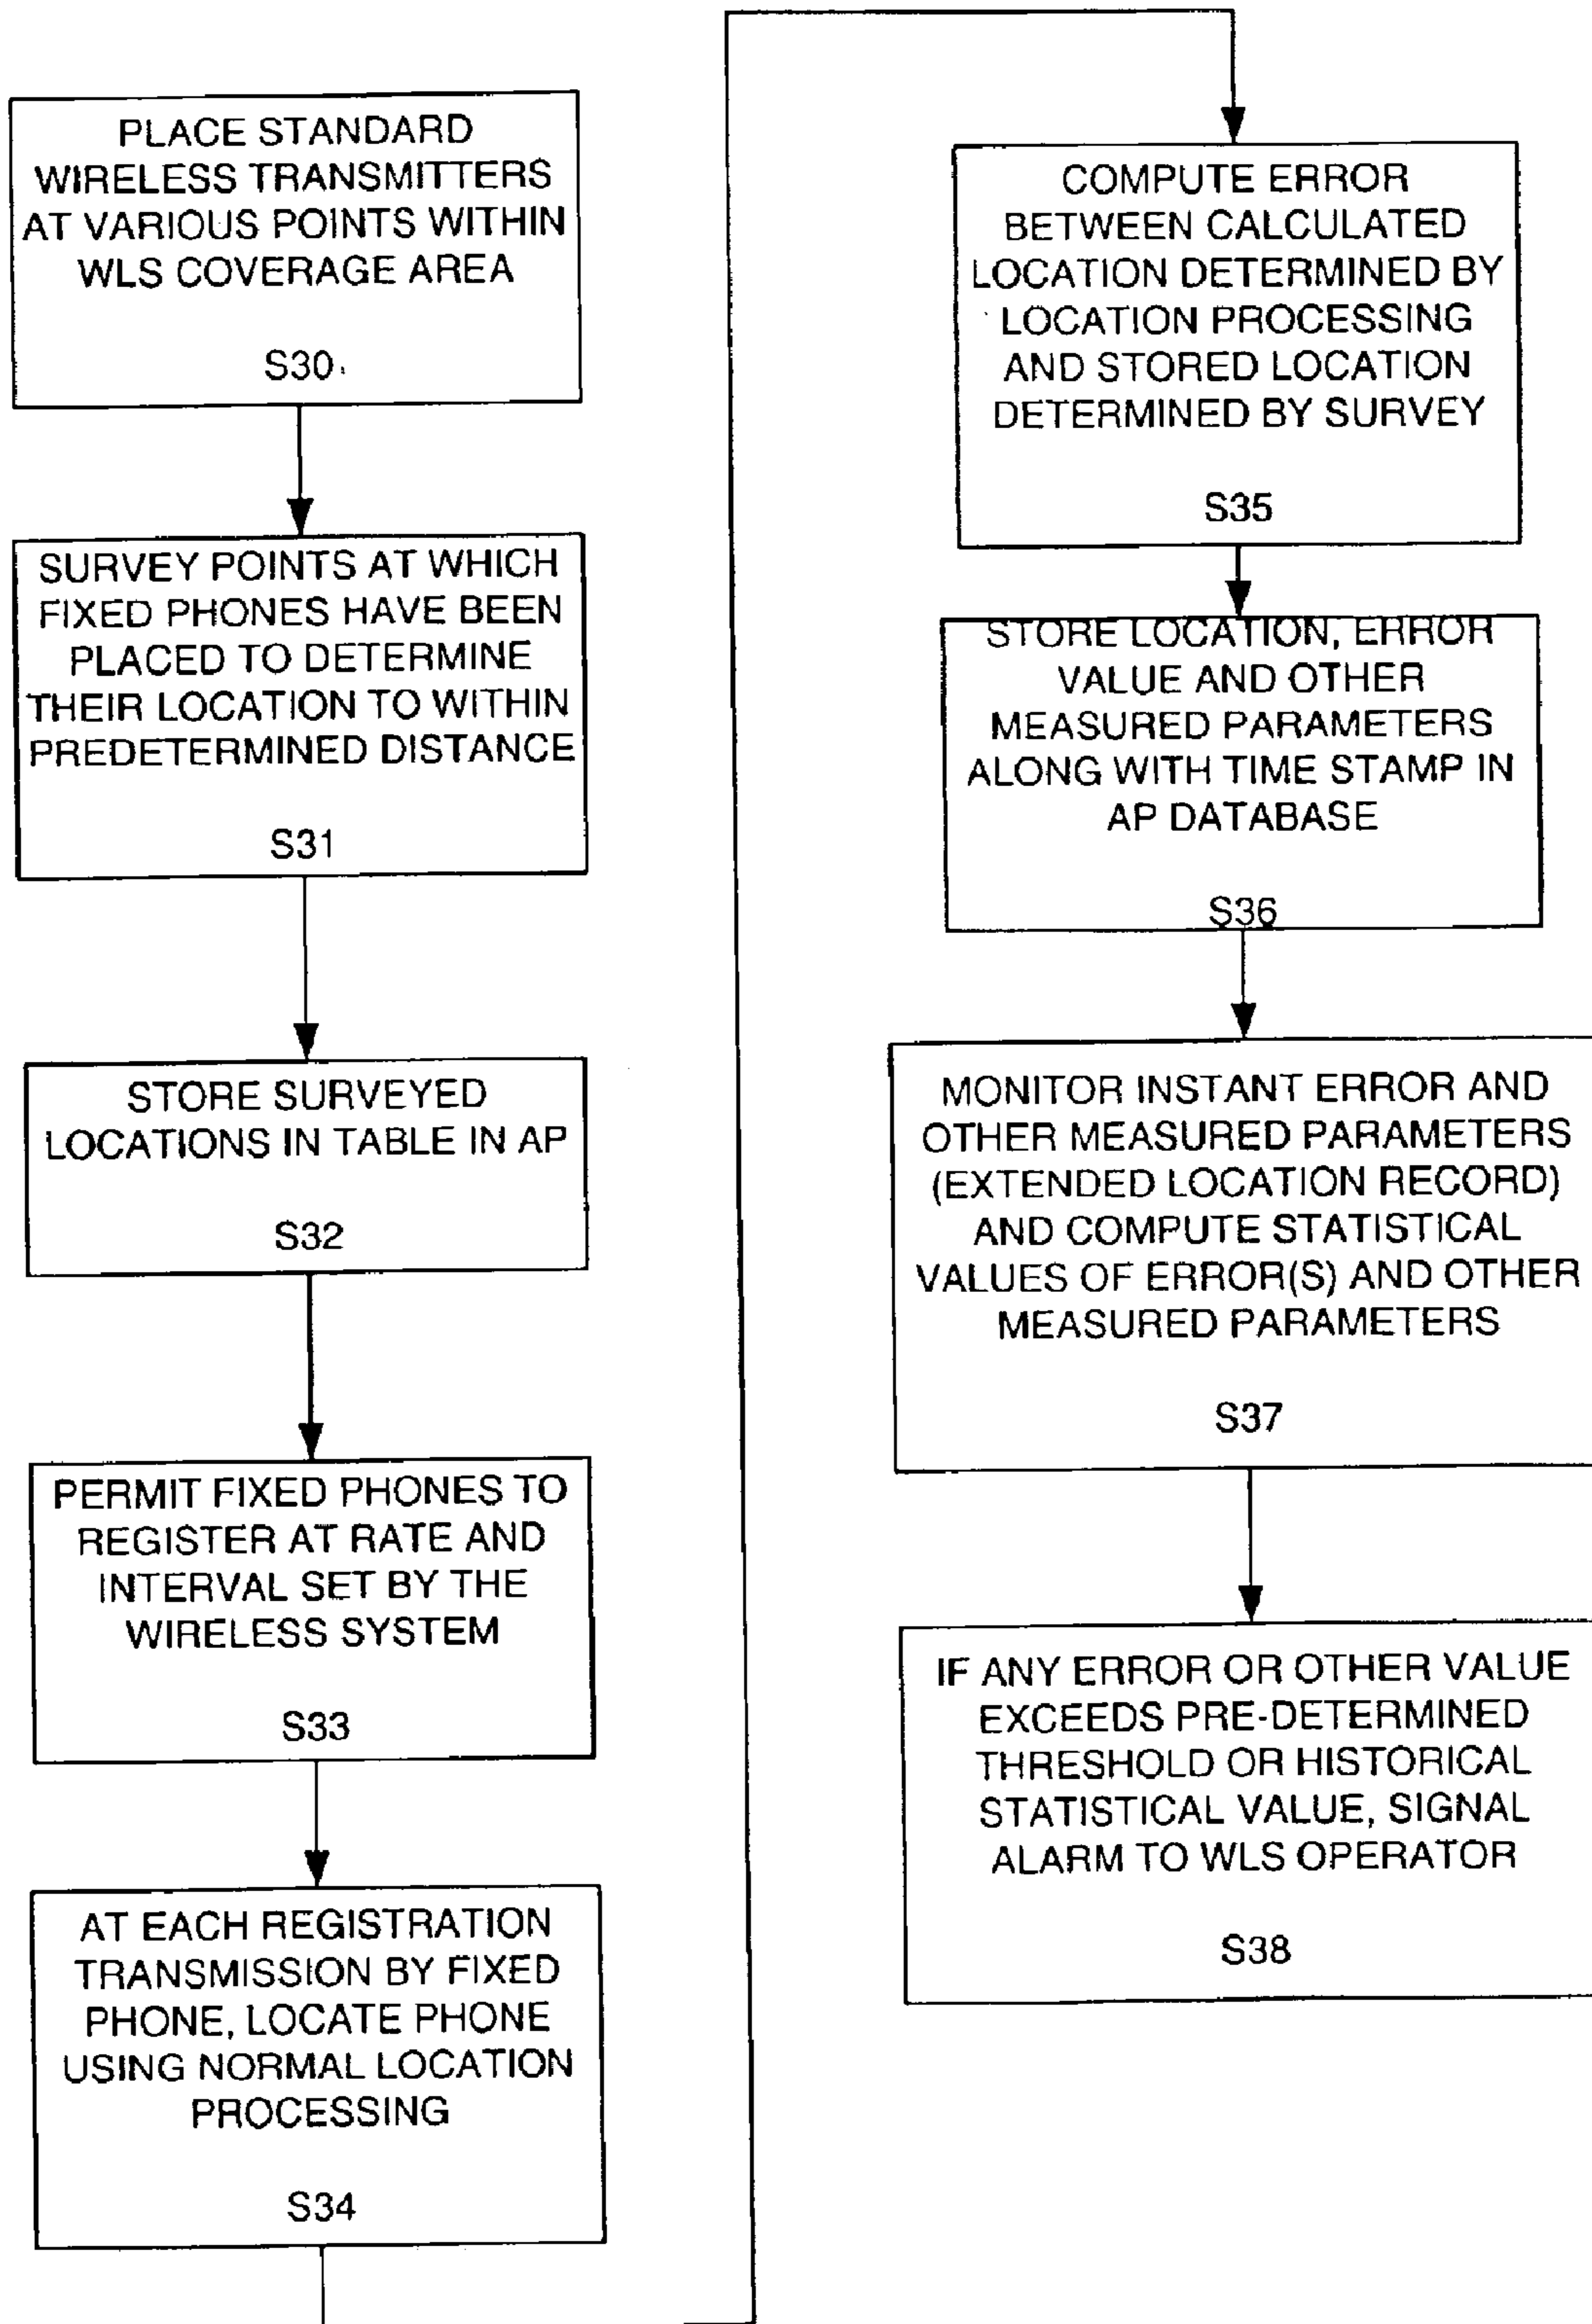 PLACE STANDARD
WIRELESS TRANSMITTERS
AT VARIOUS POINTS WITHIN
WLS COVERAGE AREA
S30
SURVEY POINTS AT WHICH
FIXED PHONES HAVE BEEN
PLACED TO DETERMINE
THEIR LOCATION TO WITHIN
PREDETERMINED DISTANCE
S31
STORE SURVEYED
LOCATIONS IN TABLE IN AP
S32
PERMIT FIXED PHONES TO
REGISTER AT RATE AND
INTERVAL SET BY THE
WIRELESS SYSTEM
S33
AT EACH REGISTRATION
TRANSMISSION BY FIXED
PHONE, LOCATE PHONE
USING NORMAL LOCATION
PROCESSING
S34
COMPUTE ERROR
BETWEEN CALCULATED
LOCATION DETERMINED BY
LOCATION PROCESSING
AND STORED LOCATION
DETERMINED BY SURVEY
S35
STORE LOCATION, ERROR
VALUE AND OTHER
MEASURED PARAMETERS
ALONG WITH TIME STAMP IN
AP DATABASE
S36
MONITOR INSTANT ERROR AND
OTHER MEASURED PARAMETERS
(EXTENDED LOCATION RECORD)
AND COMPUTE STATISTICAL
VALUES OF ERROR(S) AND OTHER
MEASURED PARAMETERS
S37
IF ANY ERROR OR OTHER VALUE
EXCEEDS PRE-DETERMINED
THRESHOLD OR HISTORICAL
STATISTICAL VALUE, SIGNAL
ALARM TO WLS OPERATOR
S38